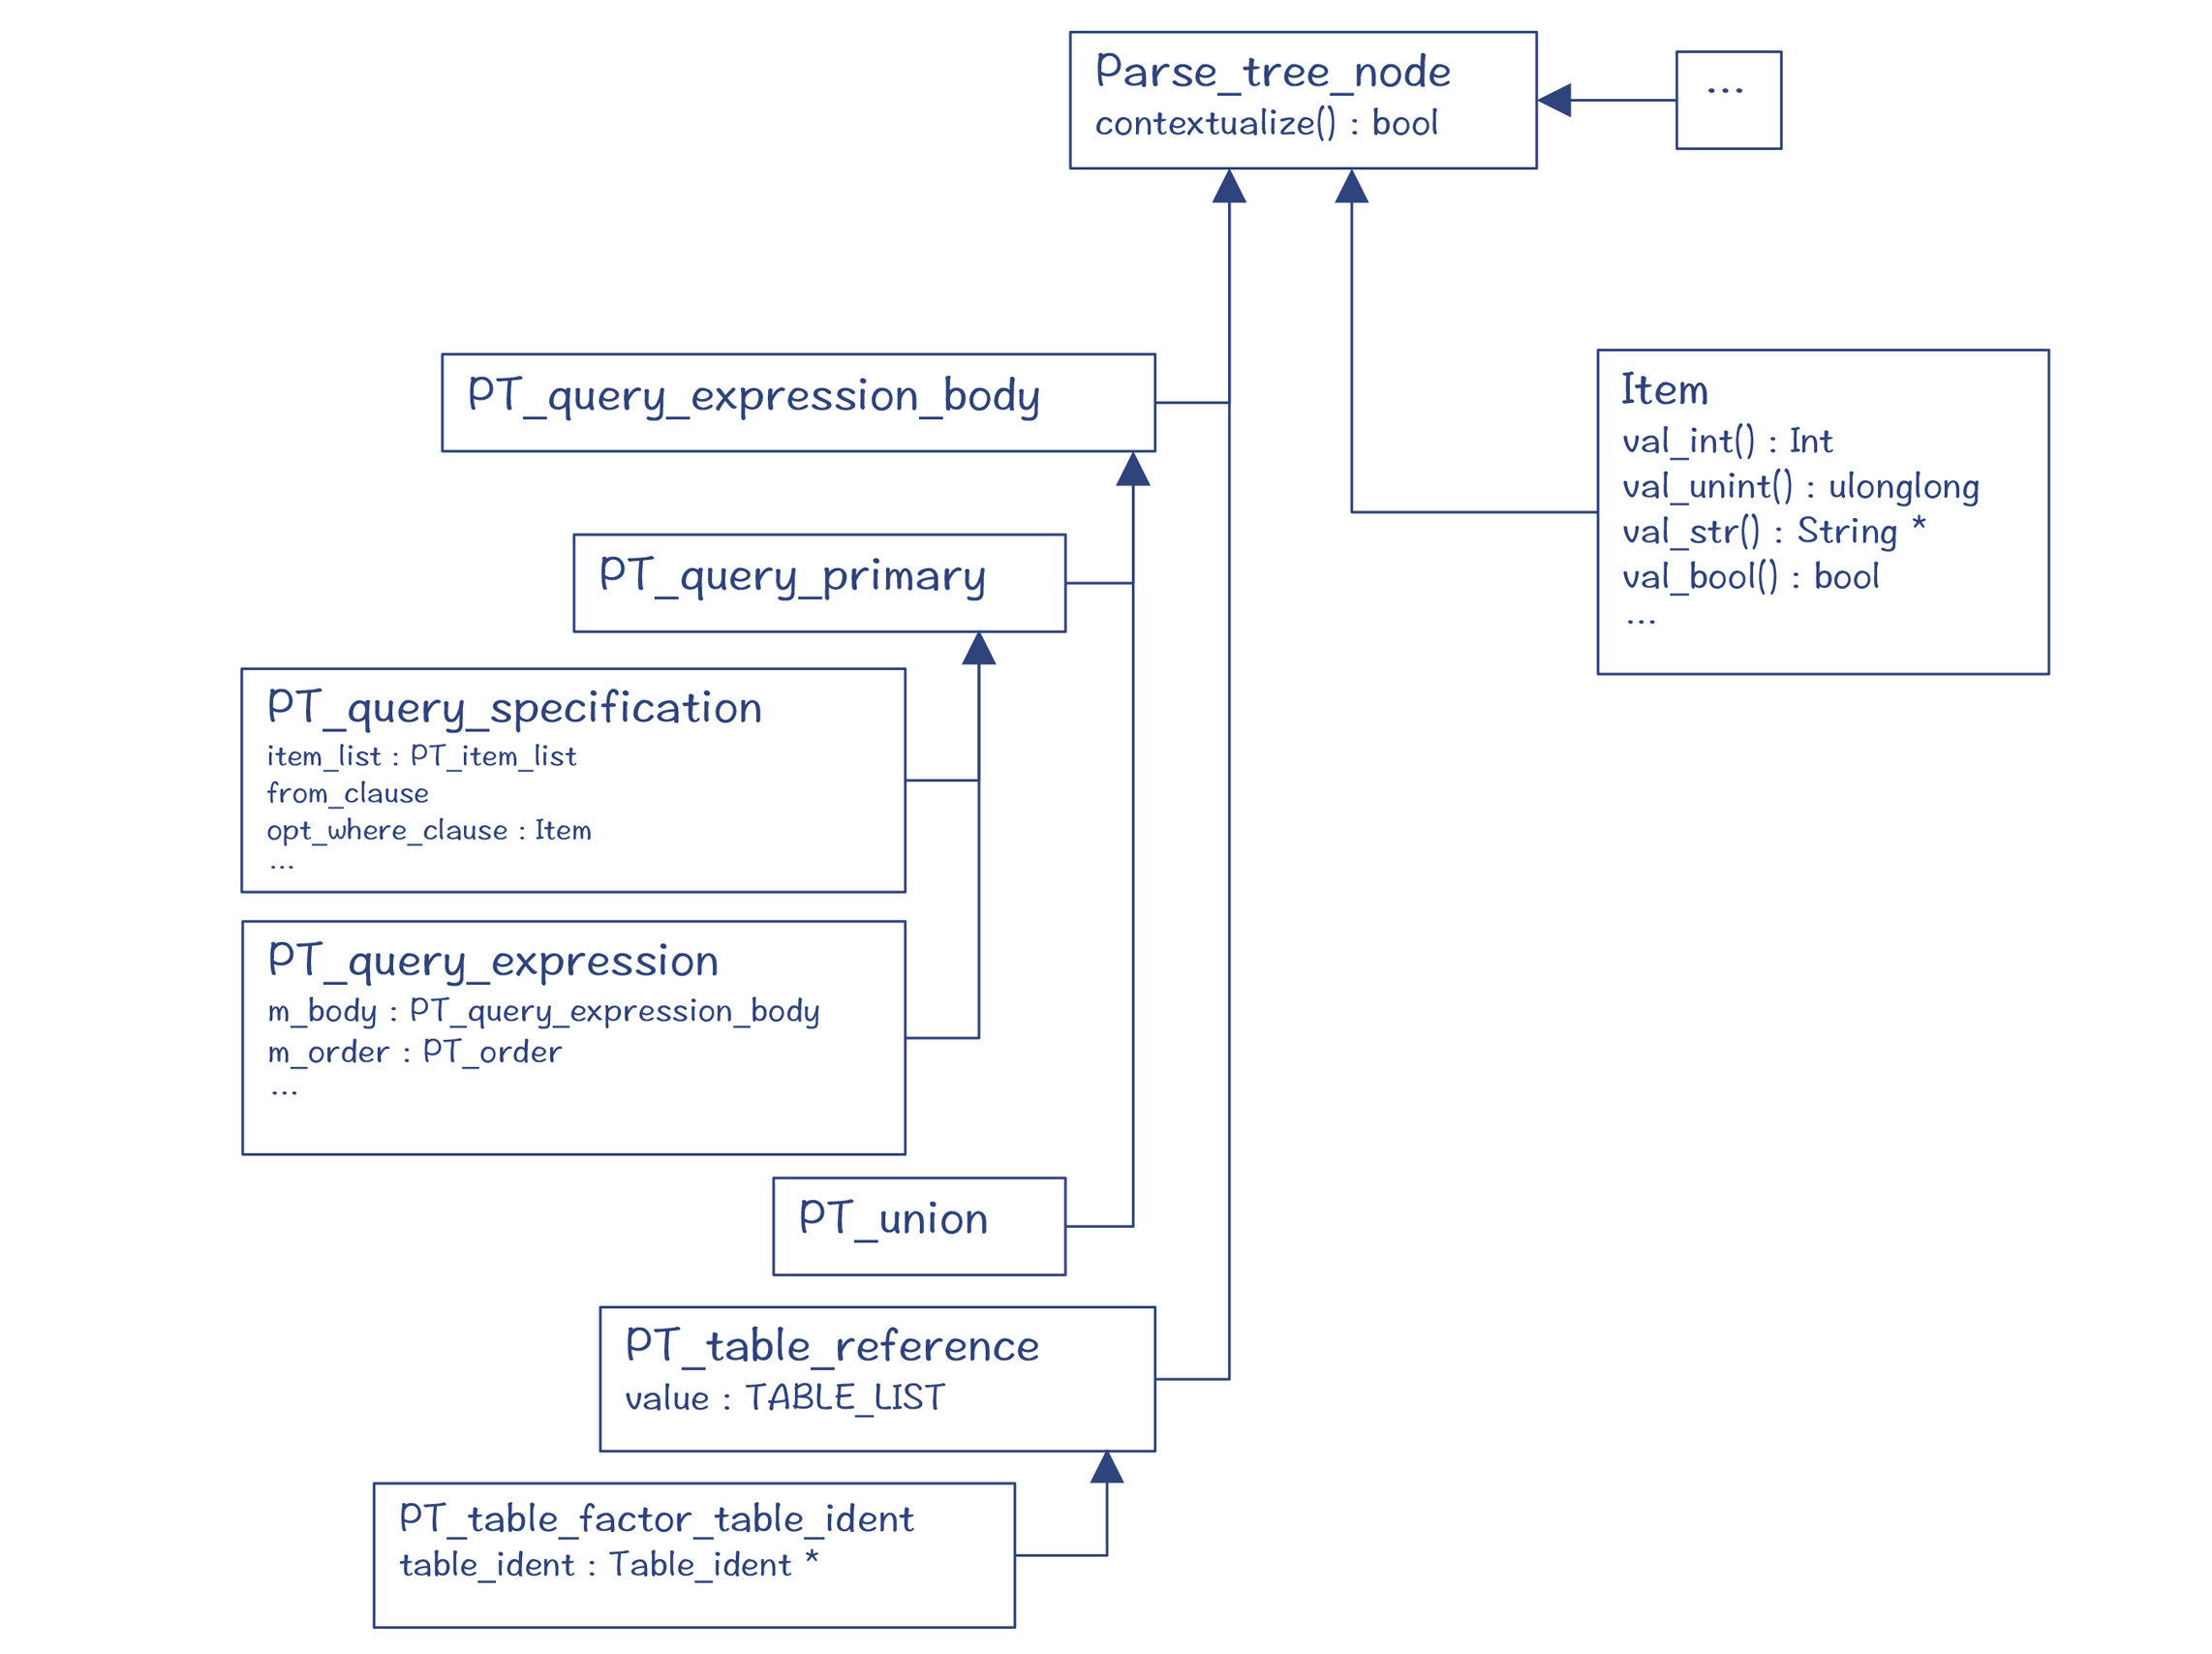 Parse_tree_node
contextualize() : bool
...
PT_query_expression_body
Item
val_int() : Int
val_unint() : ulonglong
val_str() : String *
val_bool() : bool
...
PT_query_primary
PT_query_specification
item_list : PT_item_list
from_clause
opt_where_clause : Item
...
PT_query_expression
m_body : PT_query_expression_body
m_order : PT_order
...
PT_union
PT_table_reference
value : TABLE_LIST
PT_table_factor_table_ident
table_ident : Table_ident *